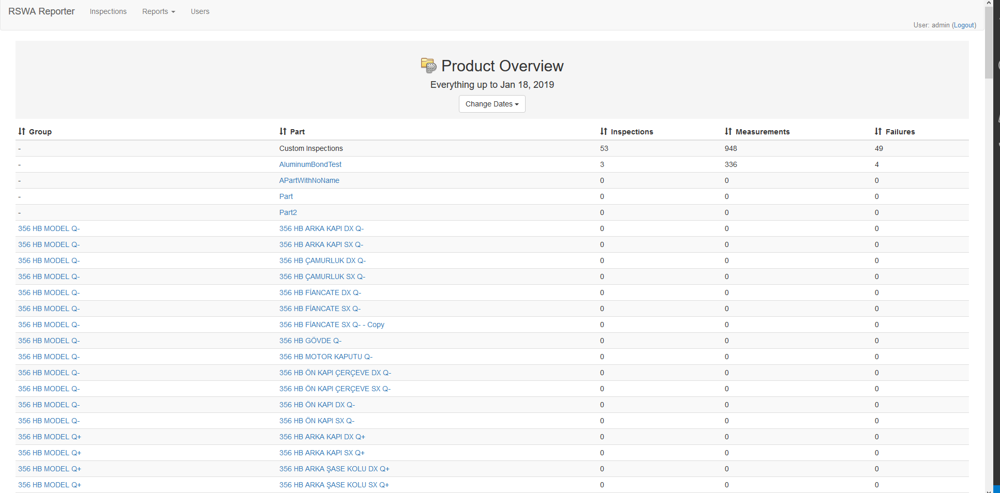 RSWA Reporter Inspections Reports Users
User: admin (Logout)
Product Overview
Everything up to Jan 18, 2019
Change Dates
Group Part Inspections Measurements Failures
- Custom Inspections 53 948 49
- AluminumBondTest 3 336 4
- APartWithNoName 0 0 0
- Part 0 0 0
- Part2 0 0 0
356 HB MODEL Q- 356 HB ARKA KAPI DX Q- 0 0 0
356 HB MODEL Q- 356 HB ARKA KAPI SX Q- 0 0 0
356 HB MODEL Q- 356 HB ÇAMURLUK DX Q- 0 0 0
356 HB MODEL Q- 356 HB ÇAMURLUK SX Q- 0 0 0
356 HB MODEL Q- 356 HB FİANCATE DX Q- 0 0 0
356 HB MODEL Q- 356 HB FİANCATE SX Q- 0 0 0
356 HB MODEL Q- 356 HB FİANCATE SX Q- - Copy 0 0 0
356 HB MODEL Q- 356 HB GÖVDE Q- 0 0 0
356 HB MODEL Q- 356 HB MOTOR KAPUTU Q- 0 0 0
356 HB MODEL Q- 356 HB ÖN KAPI ÇERÇEVE DX Q- 0 0 0
356 HB MODEL Q- 356 HB ÖN KAPI ÇERÇEVE SX Q- 0 0 0
356 HB MODEL Q- 356 HB ÖN KAPI DX Q- 0 0 0
356 HB MODEL Q- 356 HB ÖN KAPI SX Q- 0 0 0
356 HB MODEL Q+ 356 HB ARKA KAPI DX Q+ 0 0 0
356 HB MODEL Q+ 356 HB ARKA KAPI SX Q+ 0 0 0
356 HB MODEL Q+ 356 HB ARKA ŞASE KOLU DX Q+ 0 0 0
356 HB MODEL Q+ 356 HB ARKA ŞASE KOLU SX Q+ 0 0 0